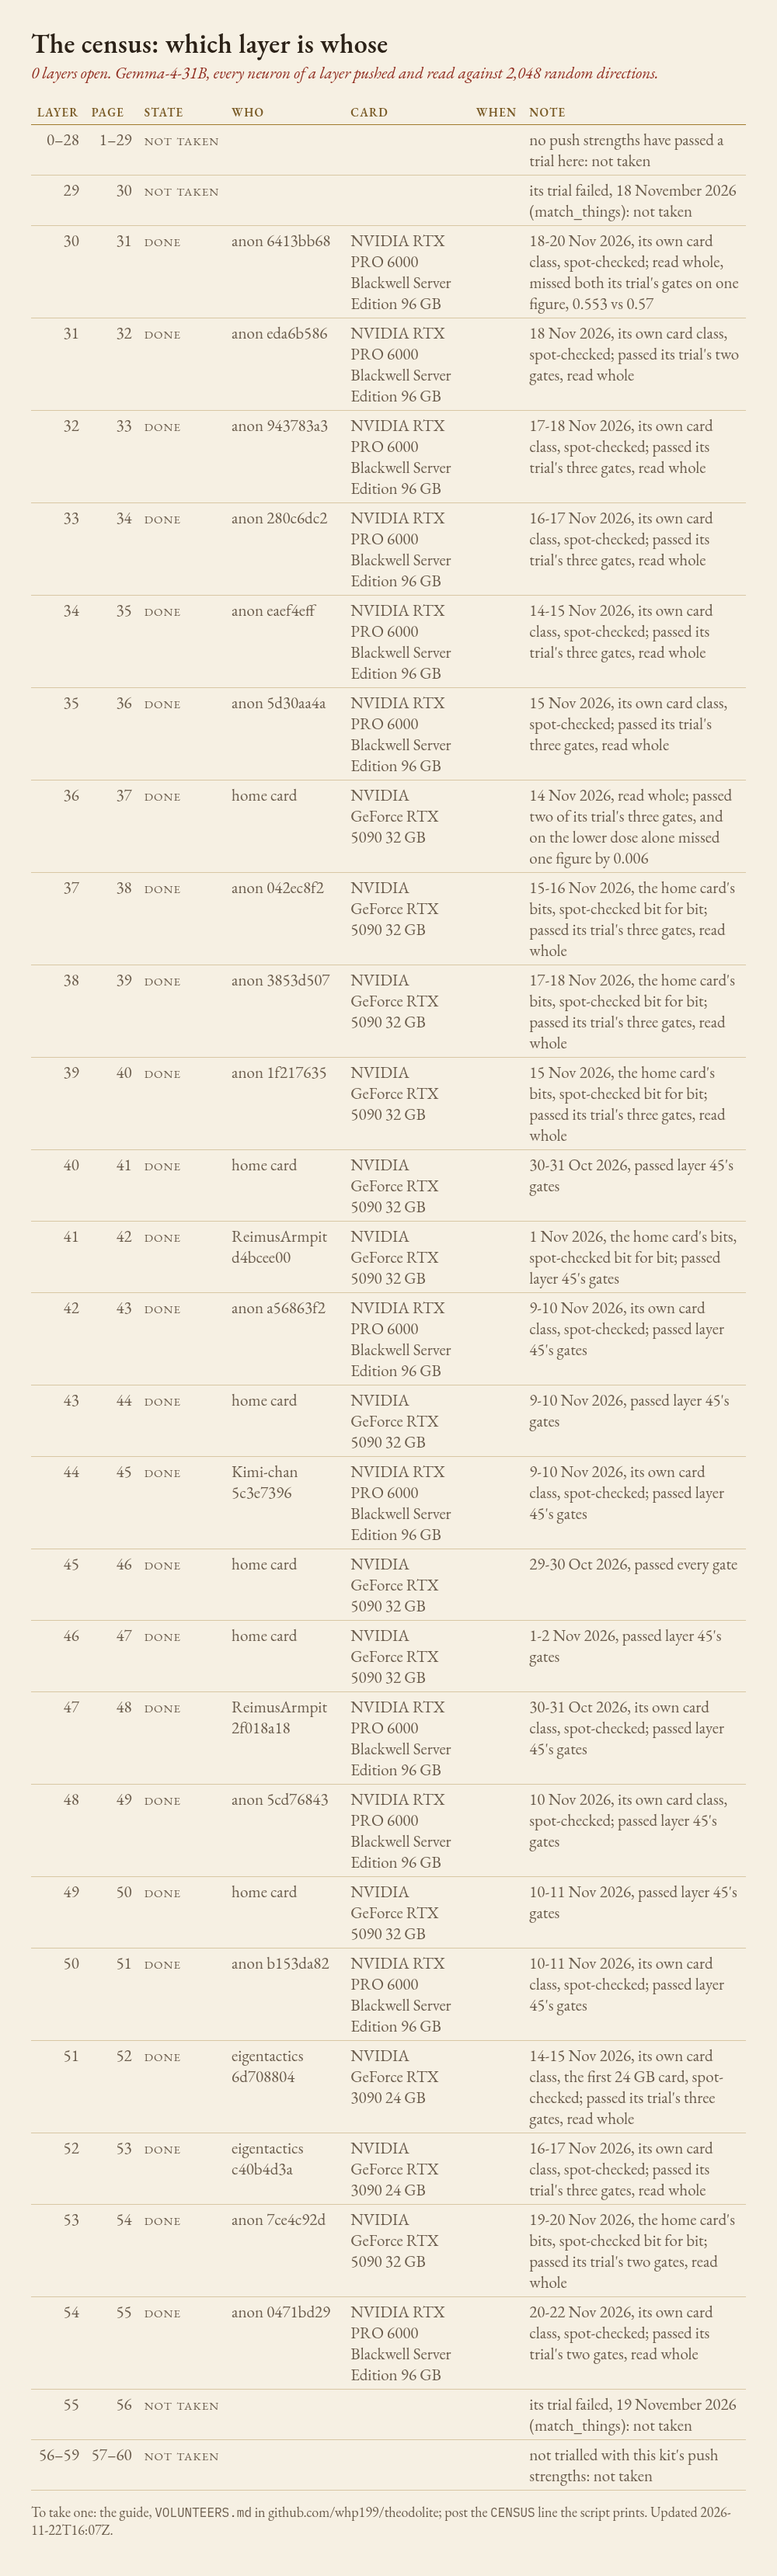 The census: which layer is whose
0 layers open. Gemma-4-31B, every neuron of a layer pushed and read against 2,048 random directions.
LAYER PAGE STATE WHO CARD WHEN NOTE
0–28 1–29 NOT TAKEN no push strengths have passed a
trial here: not taken
29 30 NOT TAKEN its trial failed, 18 November 2026
(match_things): not taken
30 31 DONE anon 6413bb68 NVIDIA RTX 18-20 Nov 2026, its own card
PRO 6000 class, spot-checked; read whole,
Blackwell Server missed both its trial's gates on one
Edition 96 GB figure, 0.553 vs 0.57
31 32 DONE anon eda6b586 NVIDIA RTX 18 Nov 2026, its own card class,
PRO 6000 spot-checked; passed its trial's two
Blackwell Server gates, read whole
Edition 96 GB
32 33 DONE anon 943783a3 NVIDIA RTX 17-18 Nov 2026, its own card
PRO 6000 class, spot-checked; passed its
Blackwell Server trial's three gates, read whole
Edition 96 GB
33 34 DONE anon 280c6dc2 NVIDIA RTX 16-17 Nov 2026, its own card
PRO 6000 class, spot-checked; passed its
Blackwell Server trial's three gates, read whole
Edition 96 GB
34 35 DONE anon eaef4eff NVIDIA RTX 14-15 Nov 2026, its own card
PRO 6000 class, spot-checked; passed its
Blackwell Server trial's three gates, read whole
Edition 96 GB
35 36 DONE anon 5d30aa4a NVIDIA RTX 15 Nov 2026, its own card class,
PRO 6000 spot-checked; passed its trial's
Blackwell Server three gates, read whole
Edition 96 GB
36 37 DONE home card NVIDIA 14 Nov 2026, read whole; passed
GeForce RTX two of its trial's three gates, and
5090 32 GB on the lower dose alone missed
one figure by 0.006
37 38 DONE anon 042ec8f2 NVIDIA 15-16 Nov 2026, the home card's
GeForce RTX bits, spot-checked bit for bit;
5090 32 GB passed its trial's three gates, read
whole
38 39 DONE anon 3853d507 NVIDIA 17-18 Nov 2026, the home card's
GeForce RTX bits, spot-checked bit for bit;
5090 32 GB passed its trial's three gates, read
whole
39 40 DONE anon 1f217635 NVIDIA 15 Nov 2026, the home card's
GeForce RTX bits, spot-checked bit for bit;
5090 32 GB passed its trial's three gates, read
whole
40 41 DONE home card NVIDIA 30-31 Oct 2026, passed layer 45's
GeForce RTX gates
5090 32 GB
41 42 DONE ReimusArmpit NVIDIA 1 Nov 2026, the home card's bits,
d4bcee00 GeForce RTX spot-checked bit for bit; passed
5090 32 GB layer 45's gates
42 43 DONE anon a56863f2 NVIDIA RTX 9-10 Nov 2026, its own card
PRO 6000 class, spot-checked; passed layer
Blackwell Server 45's gates
Edition 96 GB
43 44 DONE home card NVIDIA 9-10 Nov 2026, passed layer 45's
GeForce RTX gates
5090 32 GB
44 45 DONE Kimi-chan NVIDIA RTX 9-10 Nov 2026, its own card
5c3e7396 PRO 6000 class, spot-checked; passed layer
Blackwell Server 45's gates
Edition 96 GB
45 46 DONE home card NVIDIA 29-30 Oct 2026, passed every gate
GeForce RTX
5090 32 GB
46 47 DONE home card NVIDIA 1-2 Nov 2026, passed layer 45's
GeForce RTX gates
5090 32 GB
47 48 DONE ReimusArmpit NVIDIA RTX 30-31 Oct 2026, its own card
2f018a18 PRO 6000 class, spot-checked; passed layer
Blackwell Server 45's gates
Edition 96 GB
48 49 DONE anon 5cd76843 NVIDIA RTX 10 Nov 2026, its own card class,
PRO 6000 spot-checked; passed layer 45's
Blackwell Server gates
Edition 96 GB
49 50 DONE home card NVIDIA 10-11 Nov 2026, passed layer 45's
GeForce RTX gates
5090 32 GB
50 51 DONE anon b153da82 NVIDIA RTX 10-11 Nov 2026, its own card
PRO 6000 class, spot-checked; passed layer
Blackwell Server 45's gates
Edition 96 GB
51 52 DONE eigentactics NVIDIA 14-15 Nov 2026, its own card
6d708804 GeForce RTX class, the first 24 GB card, spot-
3090 24 GB checked; passed its trial's three
gates, read whole
52 53 DONE eigentactics NVIDIA 16-17 Nov 2026, its own card
c40b4d3a GeForce RTX class, spot-checked; passed its
3090 24 GB trial's three gates, read whole
53 54 DONE anon 7ce4c92d NVIDIA 19-20 Nov 2026, the home card's
GeForce RTX bits, spot-checked bit for bit;
5090 32 GB passed its trial's two gates, read
whole
54 55 DONE anon 0471bd29 NVIDIA RTX 20-22 Nov 2026, its own card
PRO 6000 class, spot-checked; passed its
Blackwell Server trial's two gates, read whole
Edition 96 GB
55 56 NOT TAKEN its trial failed, 19 November 2026
(match_things): not taken
56–59 57–60 NOT TAKEN not trialled with this kit's push
strengths: not taken
To take one: the guide, VOLUNTEERS.md in github.com/whp199/theodolite; post the CENSUS line the script prints. Updated 2026-
11-22T16:07Z.